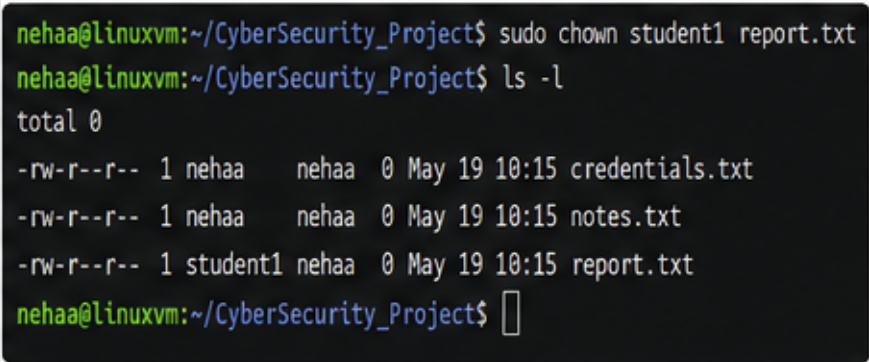 nehaa@linuxvm:~/CyberSecurity_Project$ sudo chown student1 report.txt
nehaa@linuxvm:~/CyberSecurity_Project$ ls -l
total 0
-rw-r--r-- 1 nehaa    nehaa  0 May 19 10:15 credentials.txt
-rw-r--r-- 1 nehaa    nehaa  0 May 19 10:15 notes.txt
-rw-r--r-- 1 student1 nehaa  0 May 19 10:15 report.txt
nehaa@linuxvm:~/CyberSecurity_Project$